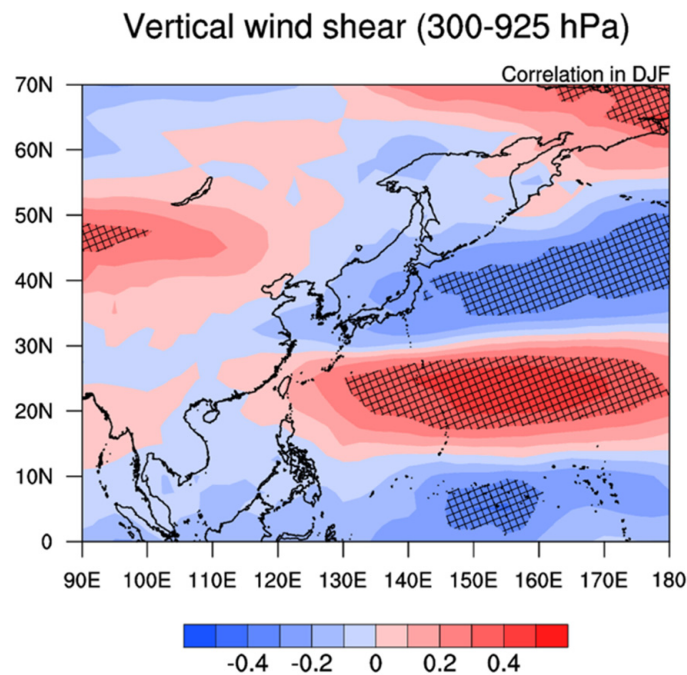 Vertical wind shear (300-925 hPa)
Correlation in DJF
70N
60N
50N
40N
30N
20N
10N
0
90E 100E 110E 120E 130E 140E 150E 160E 170E 180
-0.4 -0.2 0 0.2 0.4